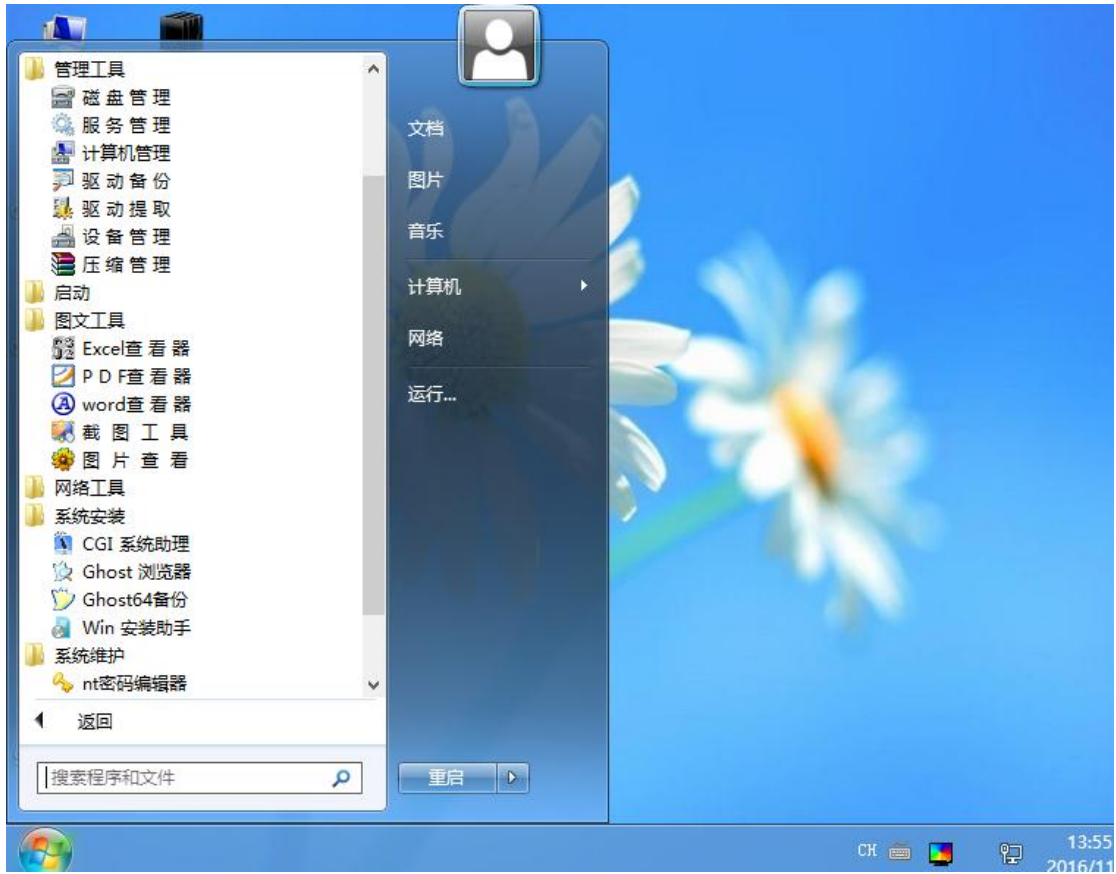 管理工具
磁 盘 管 理
服 务 管 理
计算机管理
驱 动 备 份
驱 动 提 取
设 备 管 理
压 缩 管 理
启动
图文工具
Excel查 看 器
P D F查 看 器
word查 看 器
截 图 工 具
图 片 查 看
网络工具
系统安装
CGI 系统助理
Ghost 浏览器
Ghost64备份
Win 安装助手
系统维护
nt密码编辑器
返回
搜索程序和文件
文档
图片
音乐
计算机
网络
运行...
重启
CH
13:55
2016/11